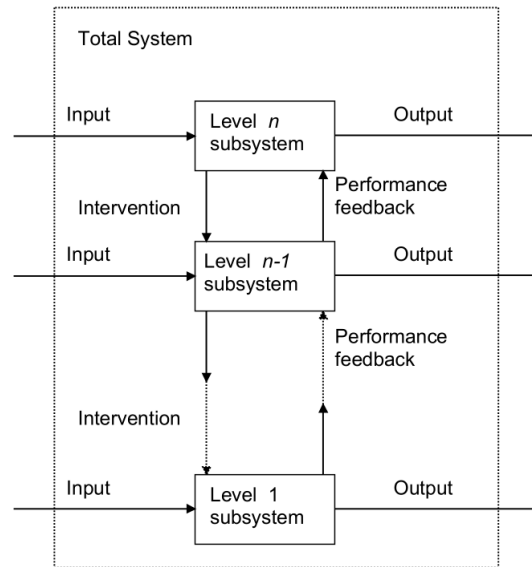 Total System
Input
Level n
subsystem
Output
Intervention
Performance
feedback
Input
Level n-1
subsystem
Output
Performance
feedback
Intervention
Input
Level 1
subsystem
Output